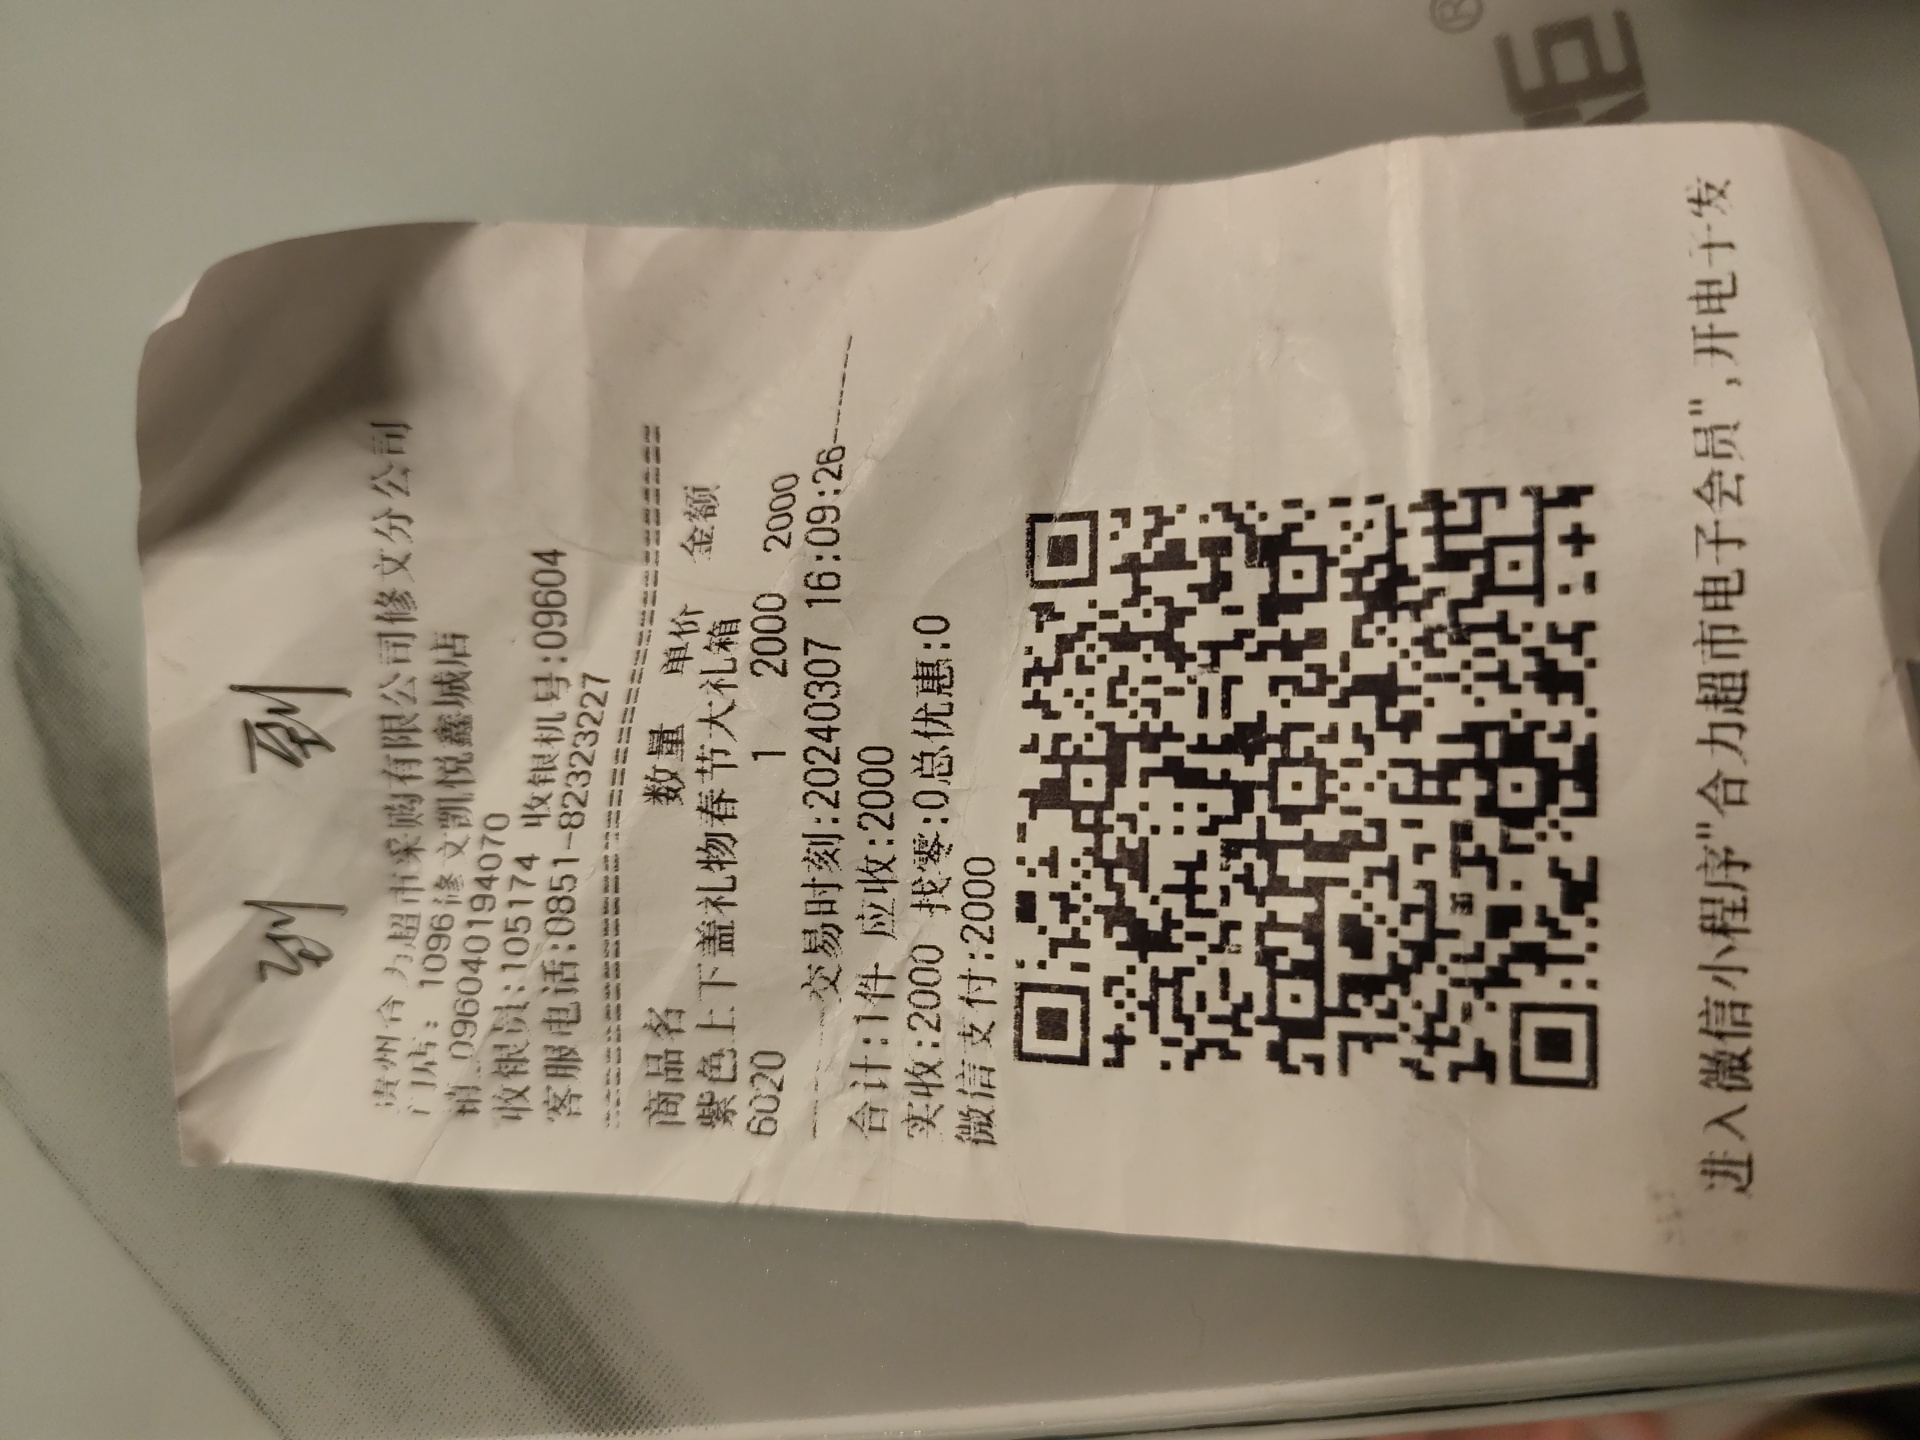 到 到
贵州合力超市采购有限公司修文分公司
门店: 1096修文凯悦鑫城店
销 0960401940​70
收银员:105174 收银机号:09604
客服电话:0851-82323227
商品名 数量 单价 金额
紫色上下盖礼物春节大礼箱
6020 1 2000 2000
交易时刻:20240307 16:09:26
合计:1件 应收:2000
实收:2000 找零:0总优惠:0
微信支付:2000
进入微信小程序"合力超市电子会员",开电子发
®